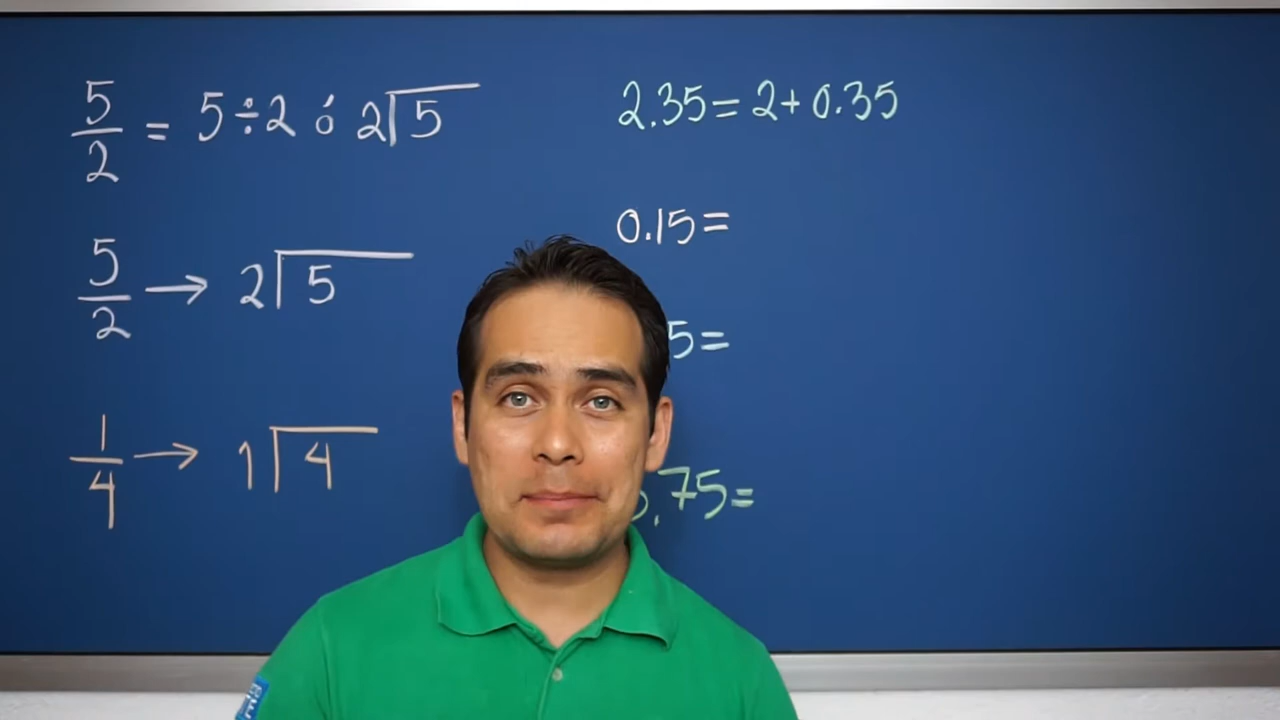 5/2 = 5÷2 ó 2⟌5
5/2 → 2⟌5
1/4 → 1⟌4
2.35= 2+ 0.35
0.15=
5=
.75=